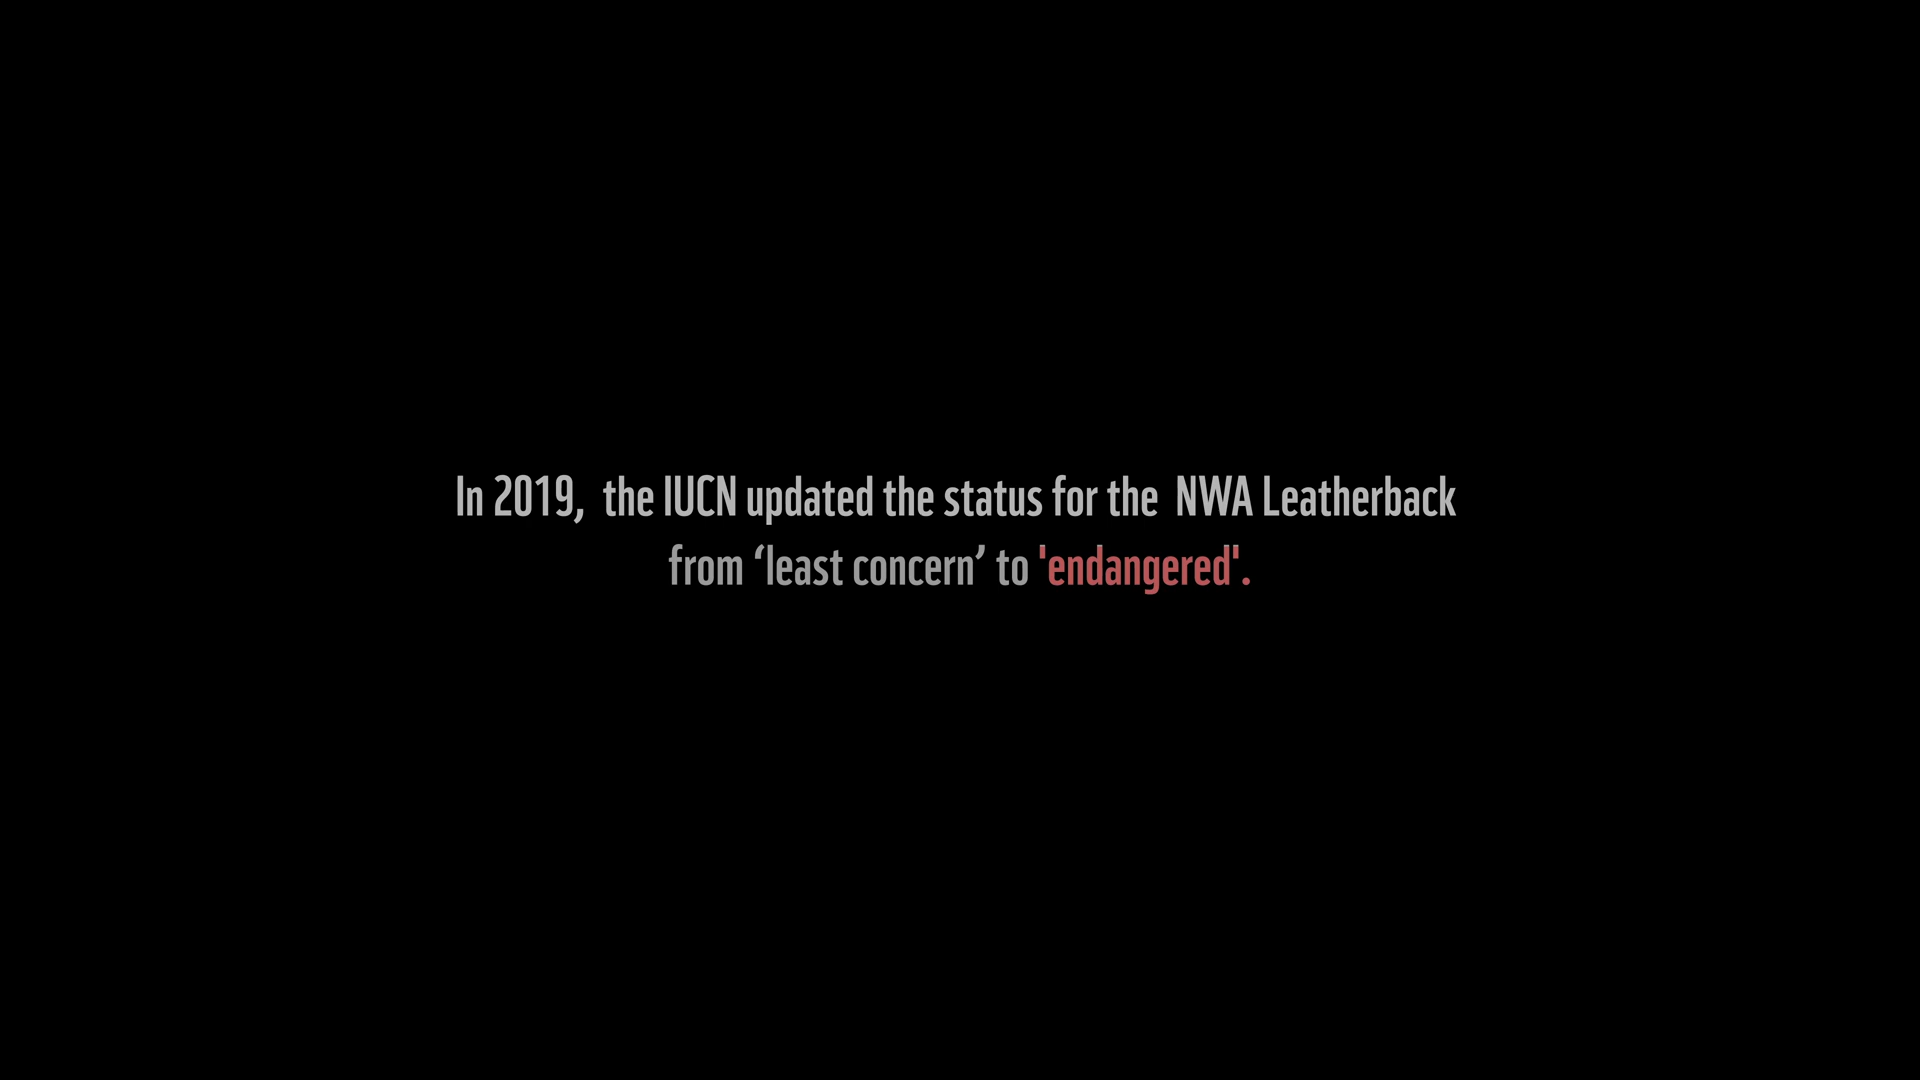 In 2019,  the IUCN updated the status for the  NWA Leatherback
from ‘least concern’ to 'endangered'.